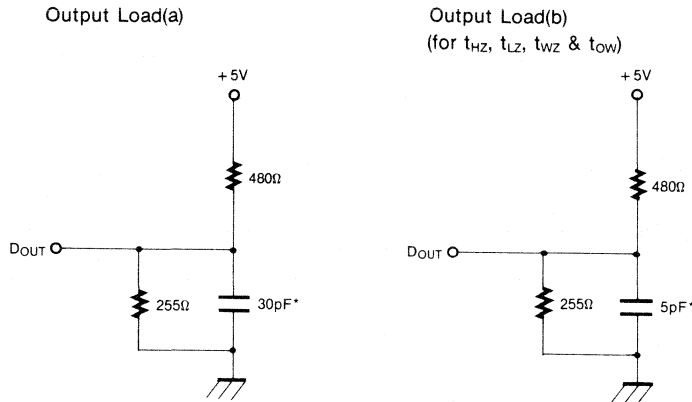 Output Load(a)
+5V
480Ω
DOUT
255Ω
30pF*
Output Load(b)
(for tHZ, tLZ, tWZ & tOW)
+5V
480Ω
DOUT
255Ω
5pF*